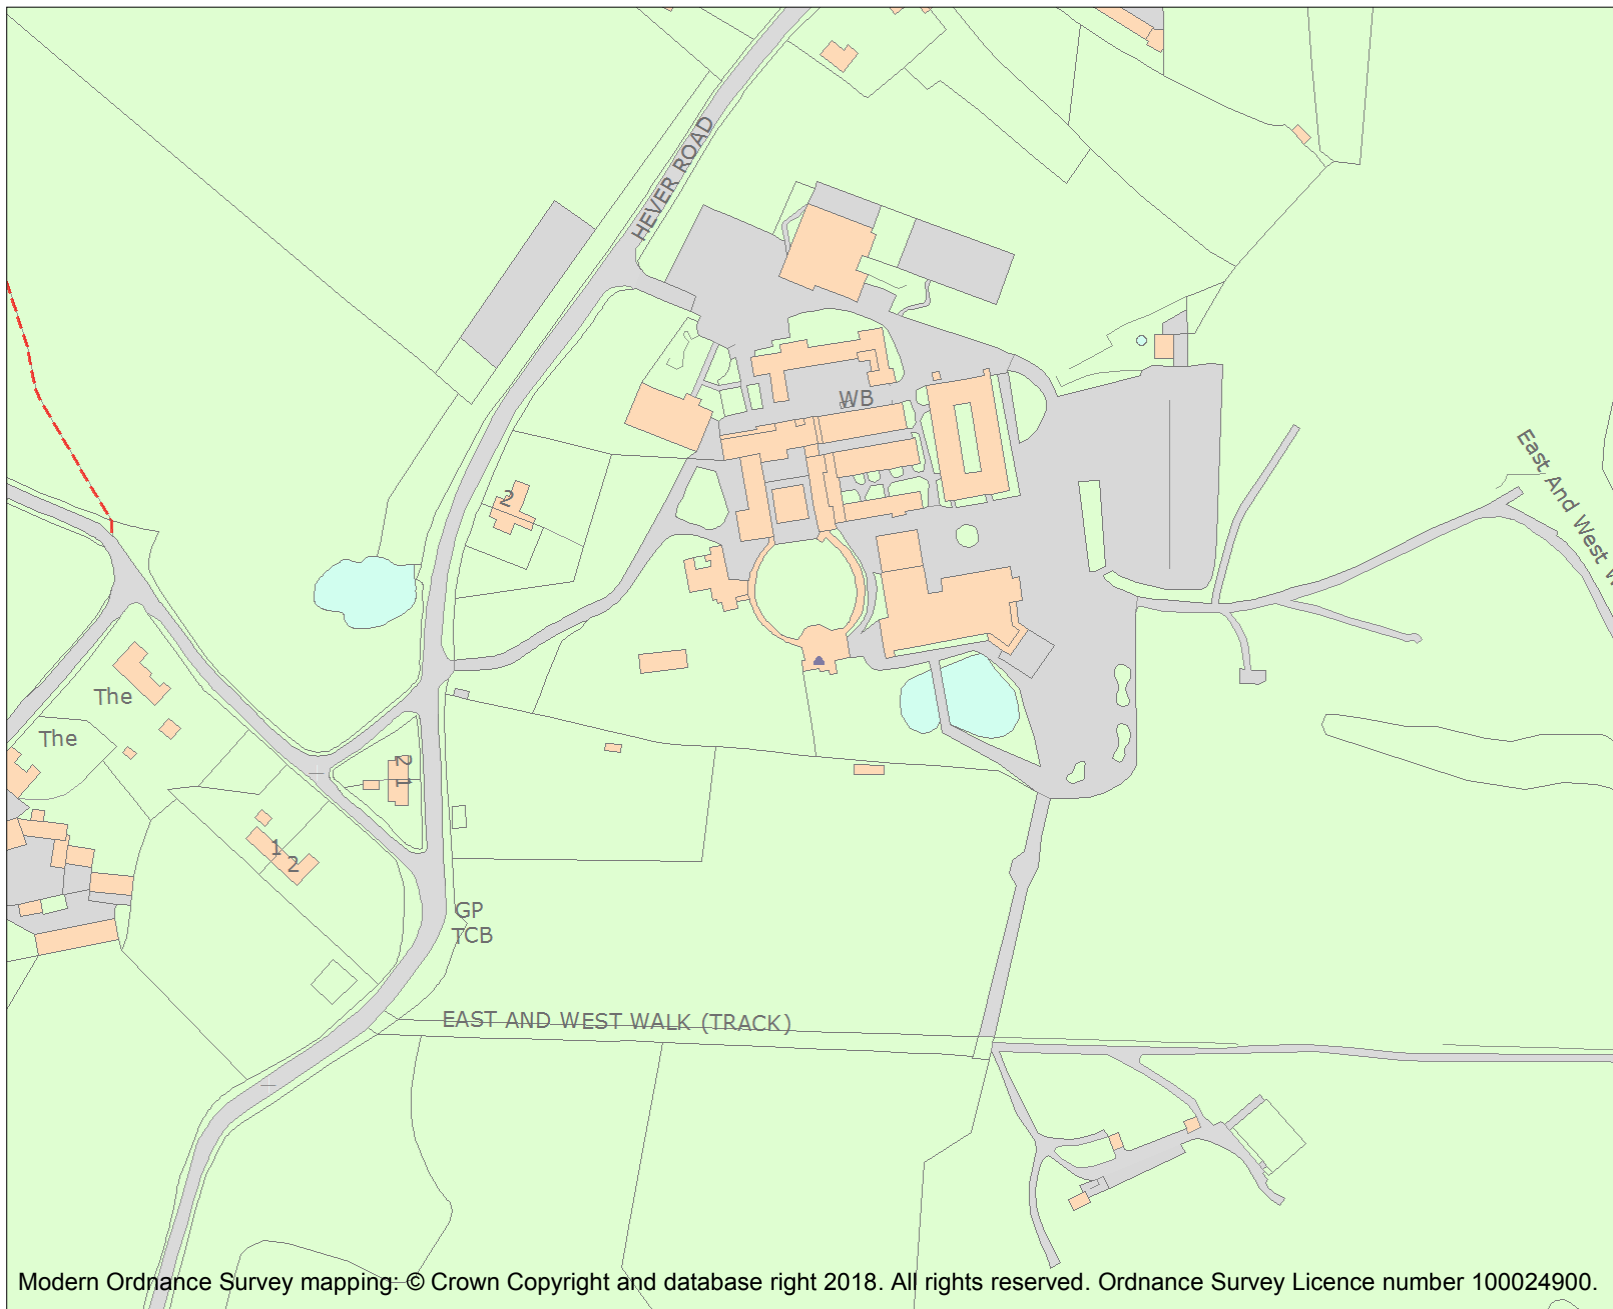 HEVER ROAD
WB
East And West W
2
The
The
2
1
1
2
GP
TCB
EAST AND WEST WALK (TRACK)
Modern Ordnance Survey mapping: © Crown Copyright and database right 2018. All rights reserved. Ordnance Survey Licence number 100024900.